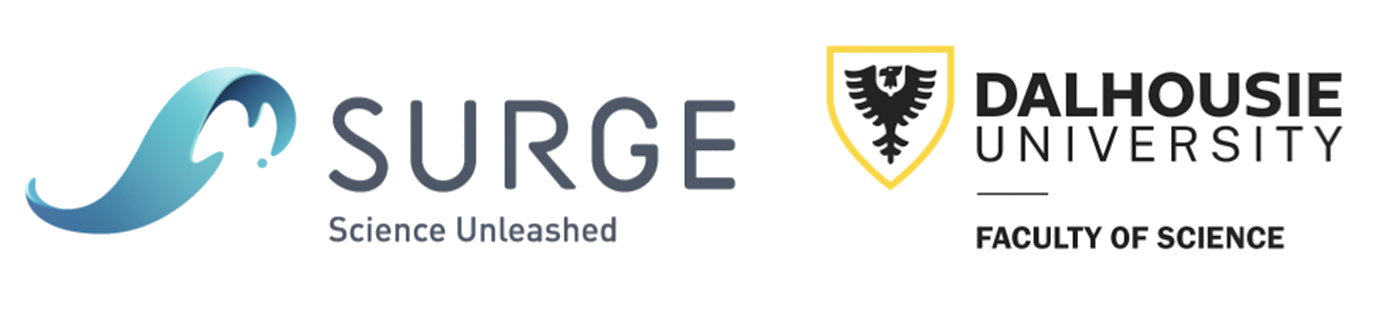 SURGE
Science Unleashed
DALHOUSIE
UNIVERSITY
FACULTY OF SCIENCE